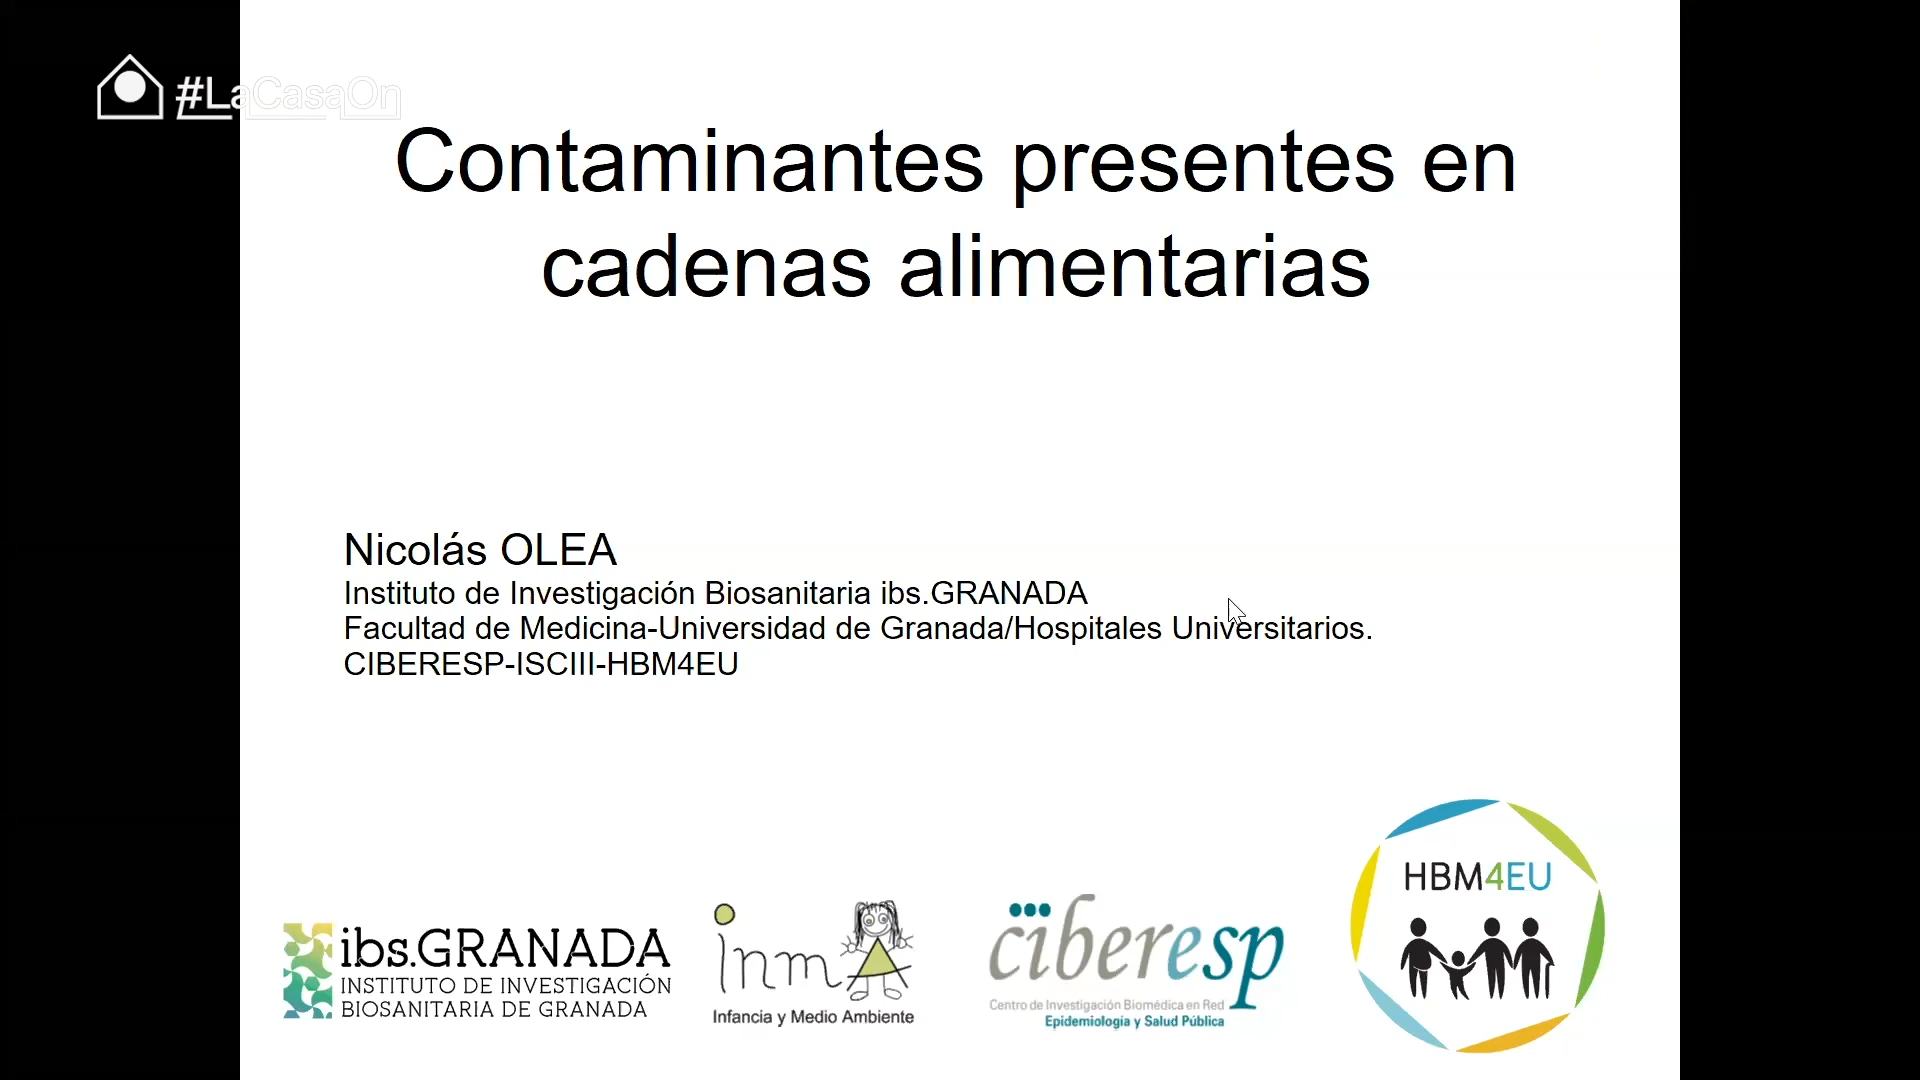 #LaCasaOn
Contaminantes presentes en
cadenas alimentarias
Nicolás OLEA
Instituto de Investigación Biosanitaria ibs.GRANADA
Facultad de Medicina-Universidad de Granada/Hospitales Universitarios.
CIBERESP-ISCIII-HBM4EU
ibs.GRANADA
INSTITUTO DE INVESTIGACIÓN
BIOSANITARIA DE GRANADA
inma
Infancia y Medio Ambiente
ciberesp
Centro de Investigación Biomédica en Red
Epidemiología y Salud Pública
HBM4EU